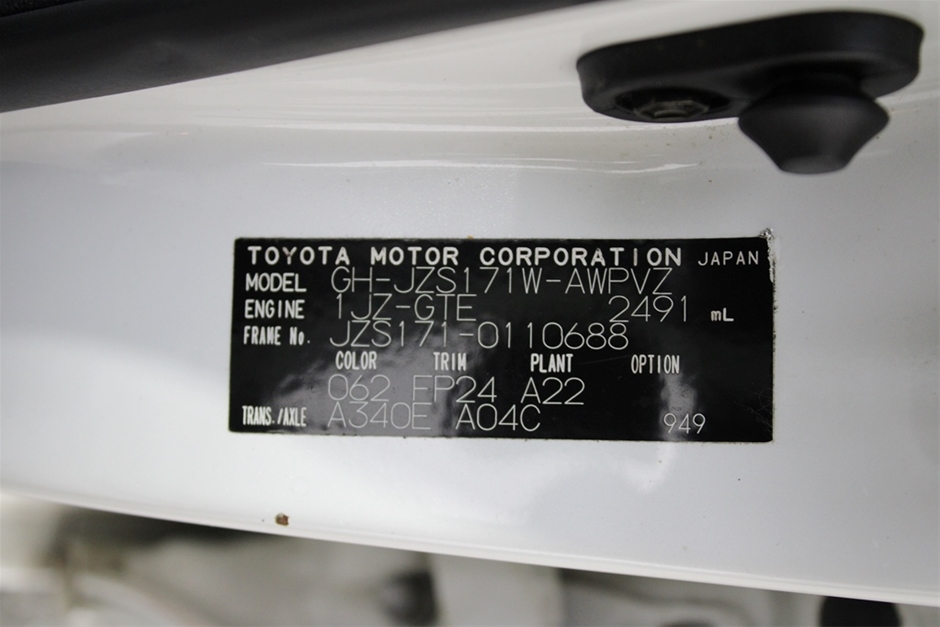 TOYOTA MOTOR CORPORATION JAPAN
MODEL GH-JZS171W-AWPVZ
ENGINE 1JZ-GTE 2491 mL
FRAME No. JZS171-0110688
COLOR TRIM PLANT OPTION
062 FP24 A22
TRANS./AXLE A340E A04C 949